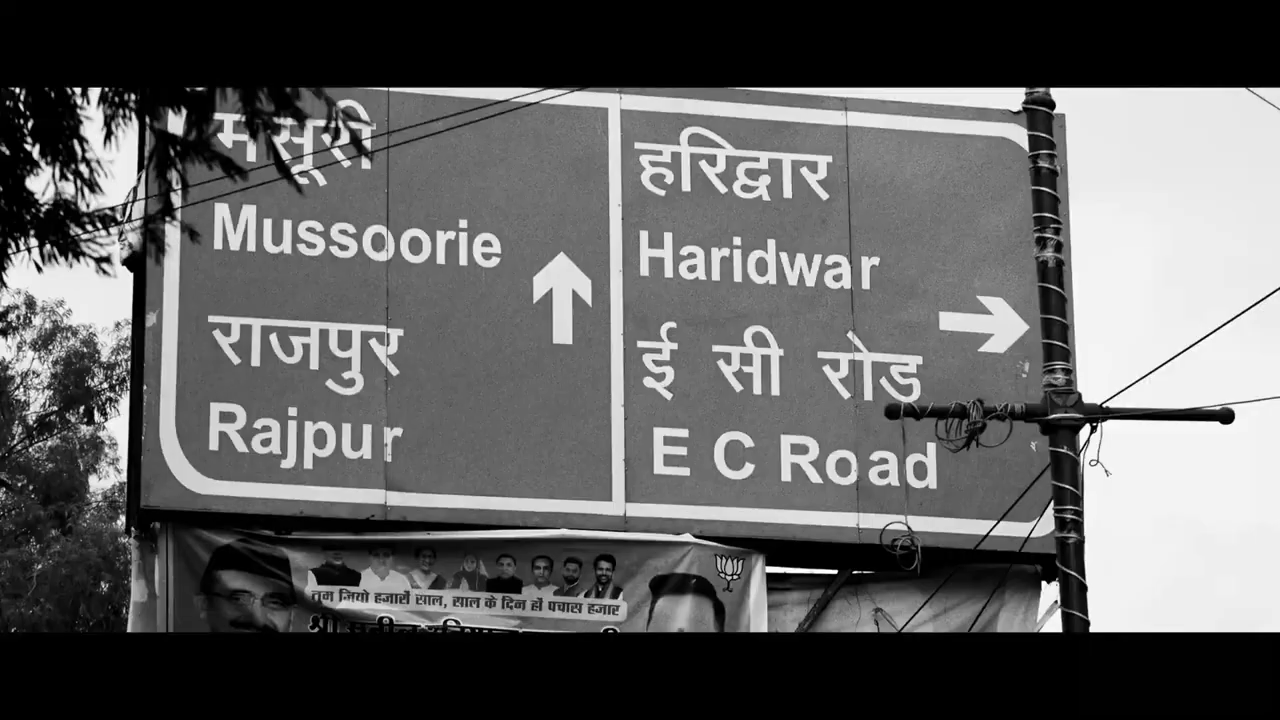 मसूरी
Mussoorie
राजपुर
Rajpur
हरिद्वार
Haridwar
ई सी रोड
E C Road
तुम जियो हजारों साल, साल के दिन हों पचास हजार
श्री